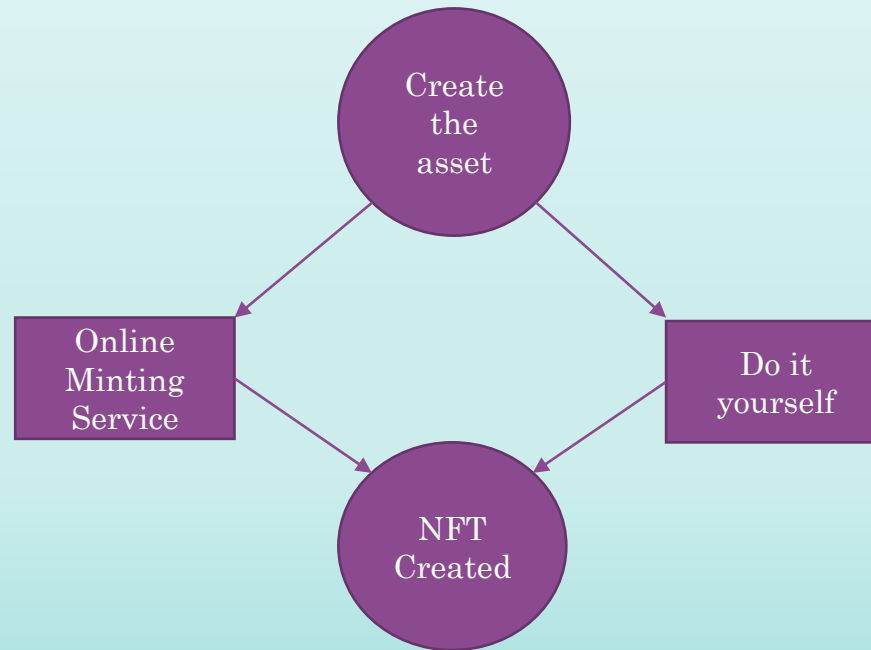 Create
the
asset
Online
Minting
Service
Do it
yourself
NFT
Created